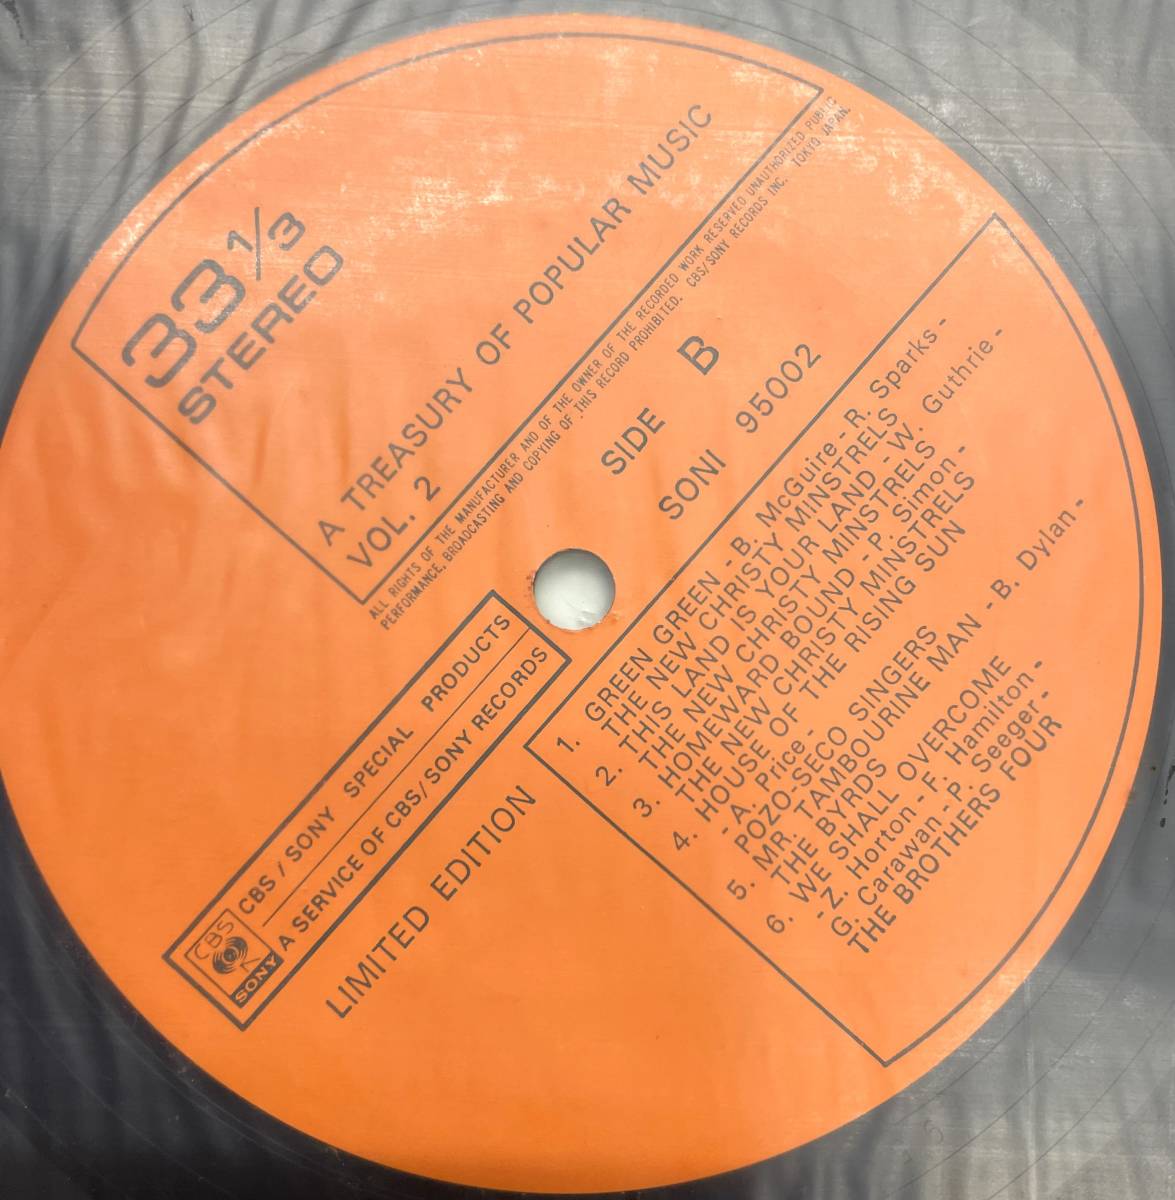 33 1/3
STEREO
A TREASURY OF POPULAR MUSIC
VOL. 2
ALL RIGHTS OF THE MANUFACTURER AND OF THE OWNER OF THE RECORDED WORK RESERVED UNAUTHORIZED PUBLIC
PERFORMANCE, BROADCASTING AND COPYING OF THIS RECORD PROHIBITED. CBS/SONY RECORDS INC. TOKYO JAPAN.
SIDE B
SONI 95002
CBS
SONY
CBS / SONY SPECIAL PRODUCTS
A SERVICE OF CBS/SONY RECORDS
LIMITED EDITION
1. GREEN GREEN - B. McGuire - R. Sparks -
THE NEW CHRISTY MINSTRELS
2. THIS LAND IS YOUR LAND - W. Guthrie -
THE NEW CHRISTY MINSTRELS
3. HOMEWARD BOUND - P. Simon -
THE NEW CHRISTY MINSTRELS
4. HOUSE OF THE RISING SUN
- A. Price -
POZO-SECO SINGERS
5. MR. TAMBOURINE MAN - B. Dylan -
THE BYRDS
6. WE SHALL OVERCOME
- Z. Horton - F. Hamilton -
G. Carawan - P. Seeger -
THE BROTHERS FOUR